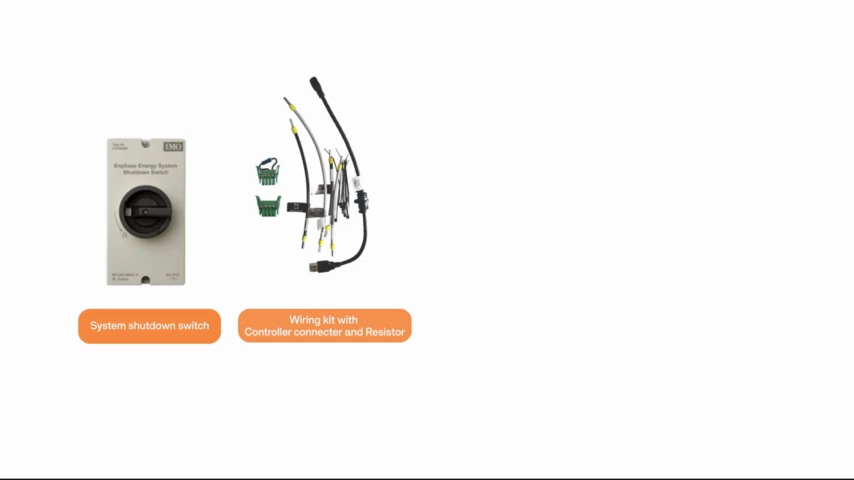 IMO
Enphase Energy System
Shutdown Switch
System shutdown switch
Wiring kit with
Controller connecter and Resistor